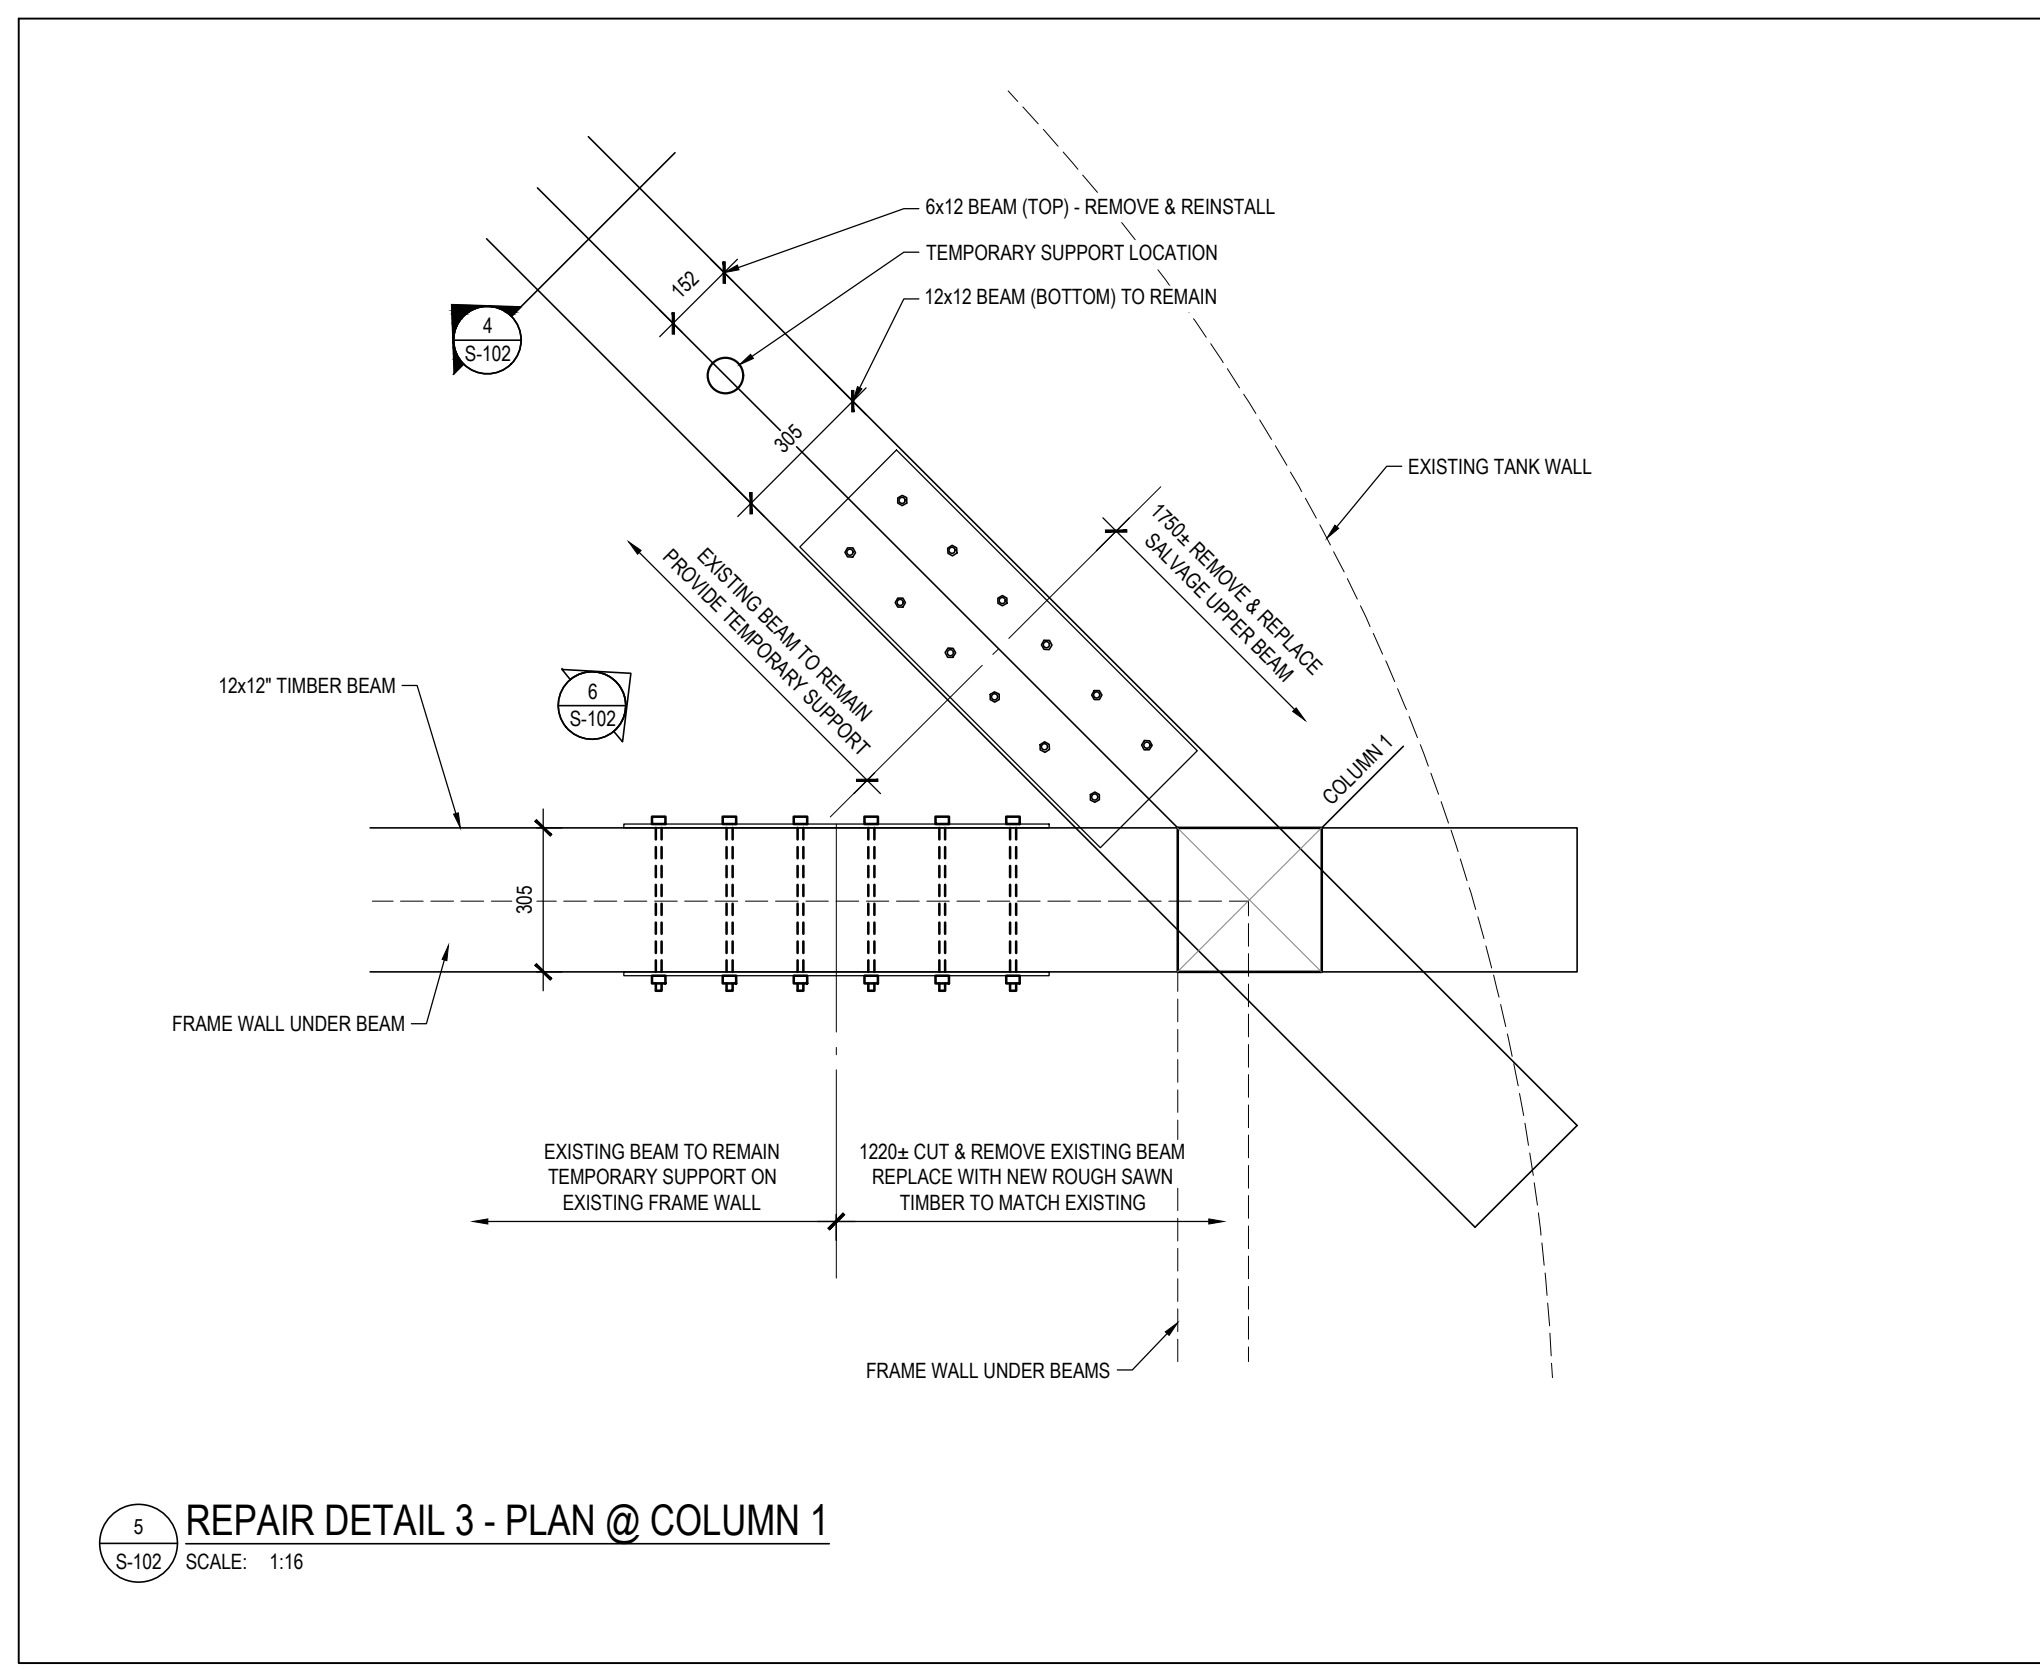 6x12 BEAM (TOP) - REMOVE & REINSTALL
TEMPORARY SUPPORT LOCATION
12x12 BEAM (BOTTOM) TO REMAIN
152
4
S-102
305
EXISTING TANK WALL
1750± REMOVE & REPLACE
SALVAGE UPPER BEAM
EXISTING BEAM TO REMAIN
PROVIDE TEMPORARY SUPPORT
12x12" TIMBER BEAM
6
S-102
COLUMN 1
305
FRAME WALL UNDER BEAM
EXISTING BEAM TO REMAIN
TEMPORARY SUPPORT ON
EXISTING FRAME WALL
1220± CUT & REMOVE EXISTING BEAM
REPLACE WITH NEW ROUGH SAWN
TIMBER TO MATCH EXISTING
FRAME WALL UNDER BEAMS
5
S-102
REPAIR DETAIL 3 - PLAN @ COLUMN 1
SCALE: 1:16